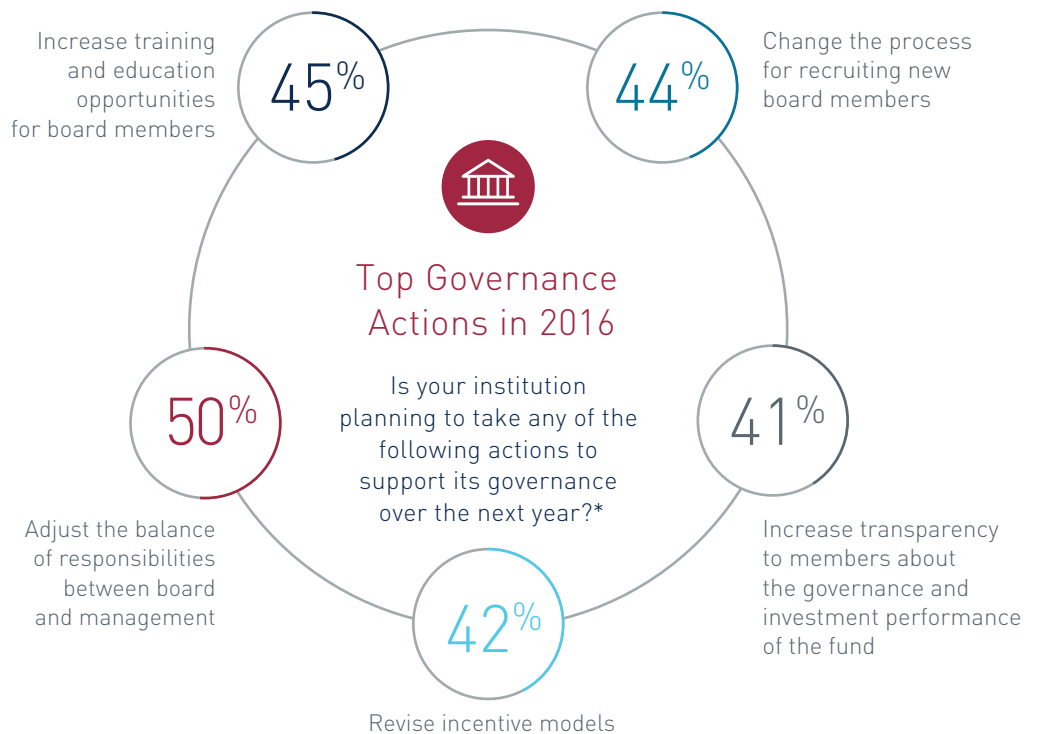 Increase training
and education
opportunities
for board members
45%
44%
Change the process
for recruiting new
board members
Top Governance
Actions in 2016
Is your institution
planning to take any of the
following actions to
support its governance
over the next year?*
50%
Adjust the balance
of responsibilities
between board
and management
41%
Increase transparency
to members about
the governance and
investment performance
of the fund
42%
Revise incentive models